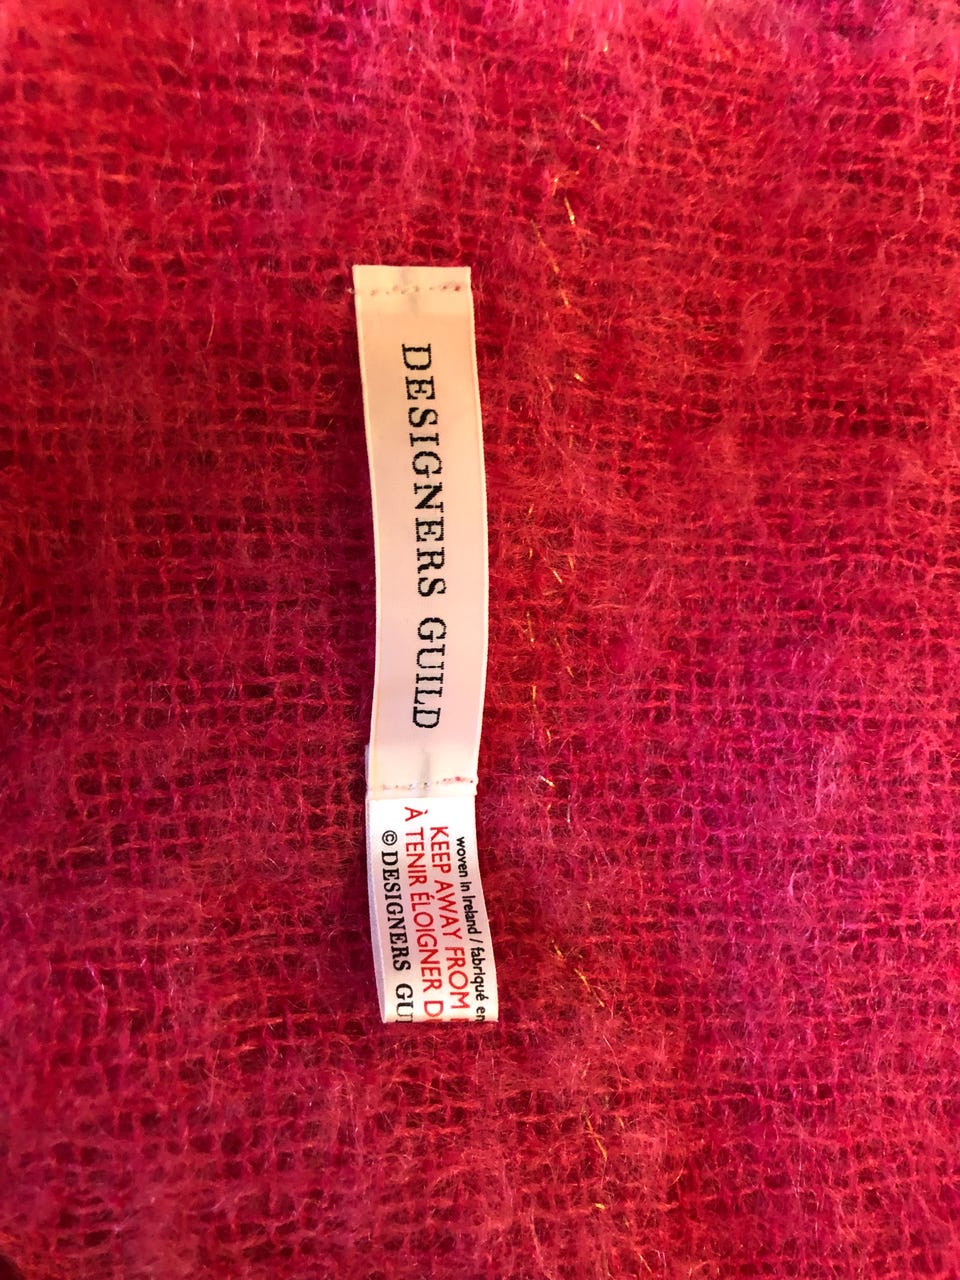 DESIGNERS GUILD
woven in Ireland / fabriqué en
KEEP AWAY FROM
À TENIR ÉLOIGNER
© DESIGNERS